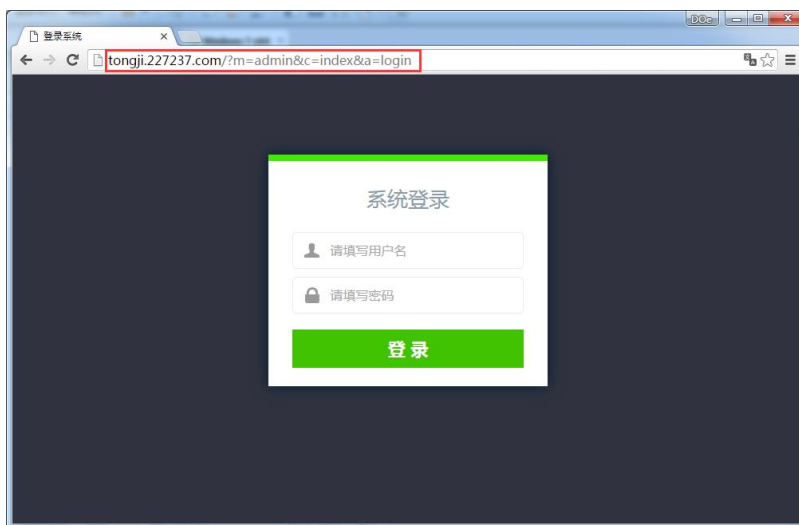 登录系统
tongji.227237.com/?m=admin&c=index&a=login
系统登录
请填写用户名
请填写密码
登 录